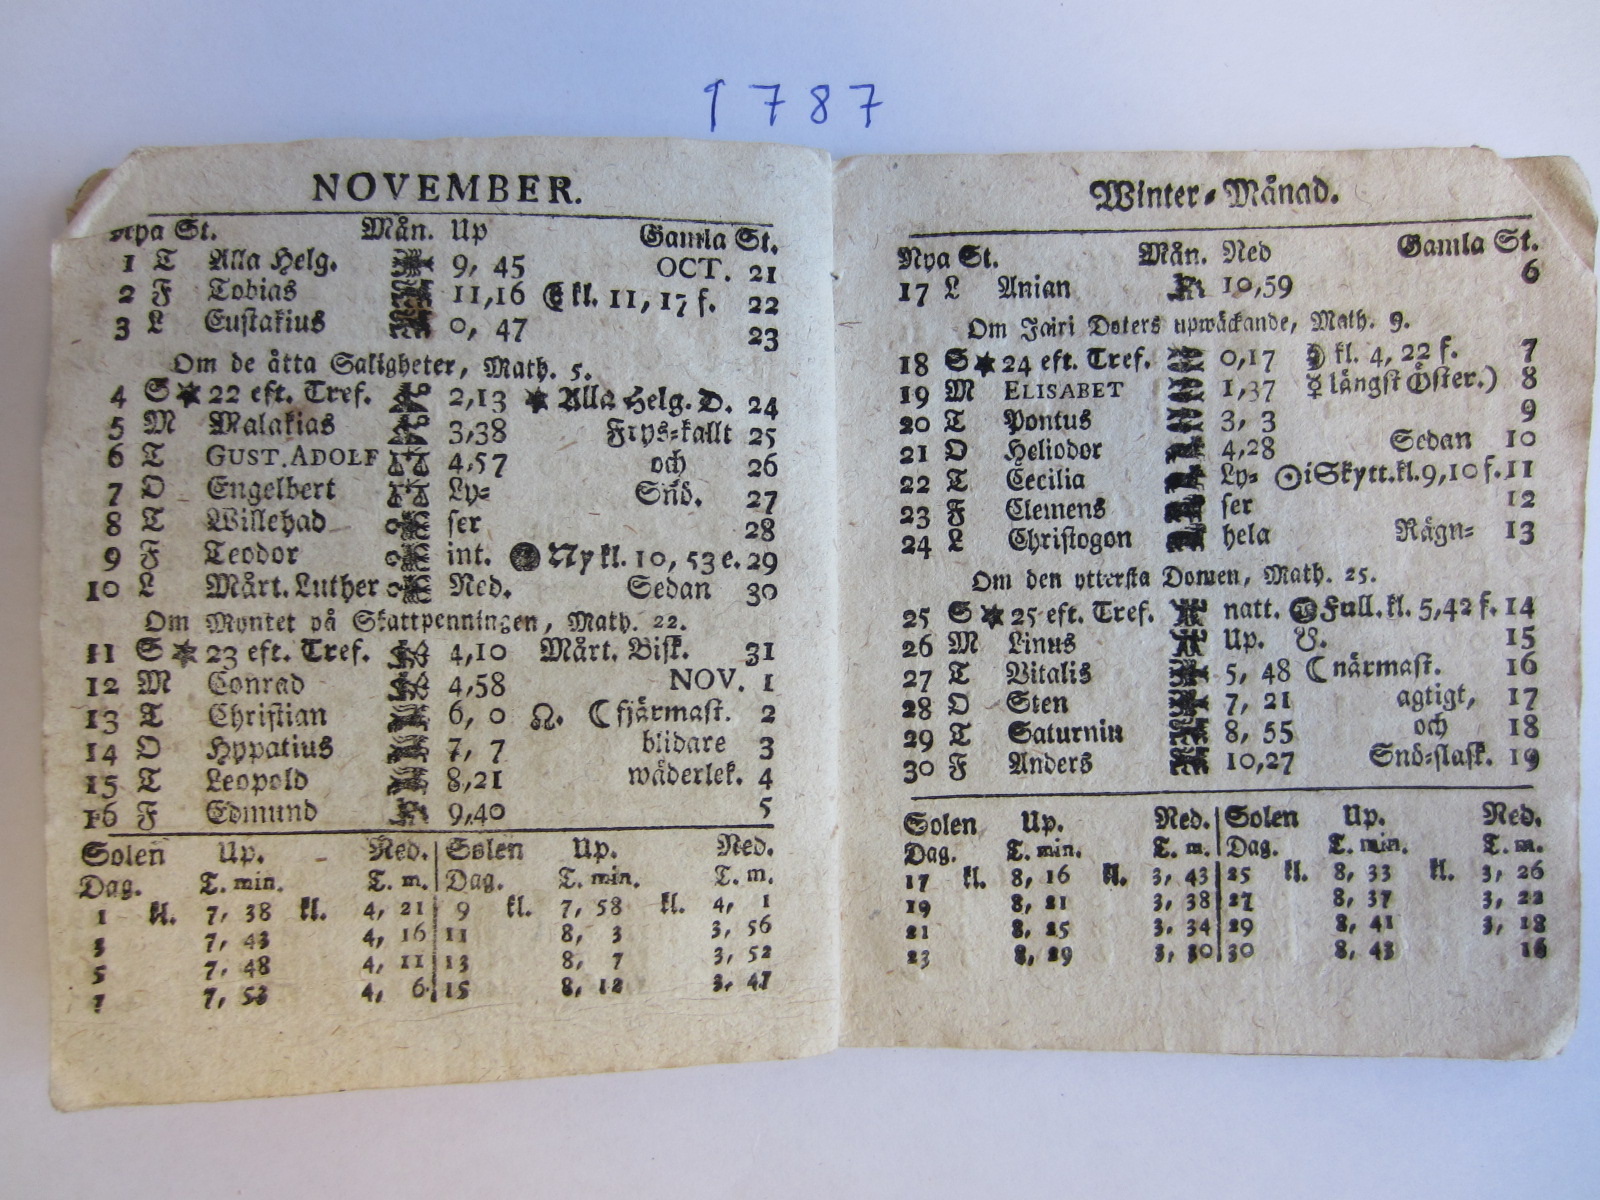 1787
NOVEMBER.
Nya St. Mån. Up Gamla St.
1 T Alla Helg. 9, 45 OCT. 21
2 F Tobias 11,16 kl. 11, 17 f. 22
3 L Eustakius 0, 47 23
Om de åtta Saligheter, Math. 5.
4 S ★ 22 eft. Tref. 2,13 ★ Alla Helg. D. 24
5 M Malakias 3,38 Frys-kallt 25
6 T GUST. ADOLF 4,57 och 26
7 O Engelbert Ly- Snö. 27
8 T Willehad ser 28
9 F Teodor int. Ny kl. 10, 53 e. 29
10 L Mårt. Luther Ned. Sedan 30
Om Myntet på Skattpenningen, Math. 22.
11 S ★ 23 eft. Tref. 4,10 Mårt. Bisk. 31
12 M Conrad 4,58 NOV. 1
13 T Christian 6, 0 ☊. ☾ fjärmast. 2
14 O Hypatius 7, 7 blidare 3
15 T Leopold 8,21 wäderlek. 4
16 F Edmund 9,40 5
Solen Up. Ned. Solen Up. Ned.
Dag. T. min. T. m. Dag. T. min. T. m.
1 kl. 7, 38 kl. 4, 21 9 kl. 7, 58 kl. 4, 1
3 7, 43 4, 16 11 8, 3 3, 56
5 7, 48 4, 11 13 8, 7 3, 52
7 7, 53 4, 6 15 8, 12 3, 47
Winter-Månad.
Nya St. Mån. Ned Gamla St.
17 L Anian 10,59 6
Om Jairi Doters upwäckande, Math. 9.
18 S ★ 24 eft. Tref. 0,17 ☽ kl. 4, 22 f. 7
19 M ELISABET 1,37 ☿ längst Öster.) 8
20 T Pontus 3, 3 9
21 O Heliodor 4,28 Sedan 10
22 T Cecilia Ly- ☉ i Skytt. kl. 9, 10 f. 11
23 F Clemens ser 12
24 L Christogon hela Rägn- 13
Om den yttersta Domen, Math. 25.
25 S ★ 25 eft. Tref. natt. Full. kl. 5,42 f. 14
26 M Linus Up. ☋. 15
27 T Vitalis 5, 48 ☾ närmast. 16
28 O Sten 7, 21 agtigt, 17
29 T Saturnin 8, 55 och 18
30 F Anders 10,27 Snö-slask. 19
Solen Up. Ned. Solen Up. Ned.
Dag. T. min. T. m. Dag. T. min. T. m.
17 kl. 8, 16 kl. 3, 43 25 kl. 8, 33 kl. 3, 26
19 8, 21 3, 38 27 8, 37 3, 22
21 8, 25 3, 34 29 8, 41 3, 18
23 8, 29 3, 30 30 8, 43 16